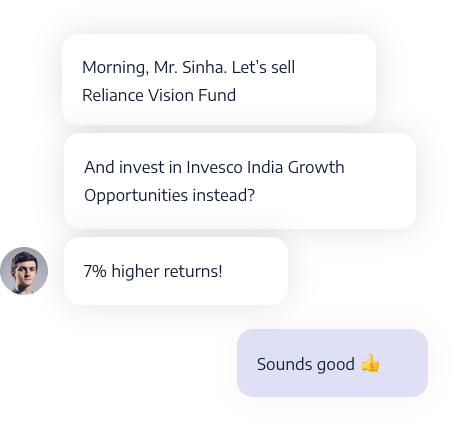 Morning, Mr. Sinha. Let’s sell
Reliance Vision Fund
And invest in Invesco India Growth
Opportunities instead?
7% higher returns!
Sounds good 👍